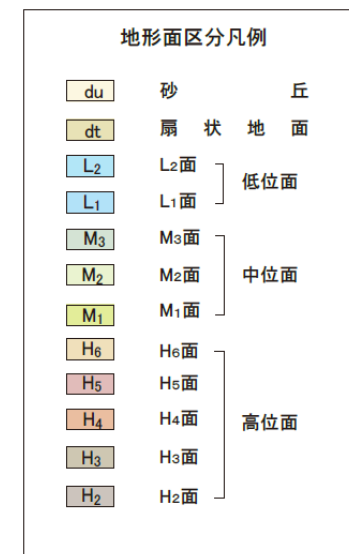 地形面区分凡例
du 砂丘
dt 扇状地面
L2 L2面
低位面
L1 L1面
M3 M3面
M2 M2面 中位面
M1 M1面
H6 H6面
H5 H5面
H4 H4面 高位面
H3 H3面
H2 H2面